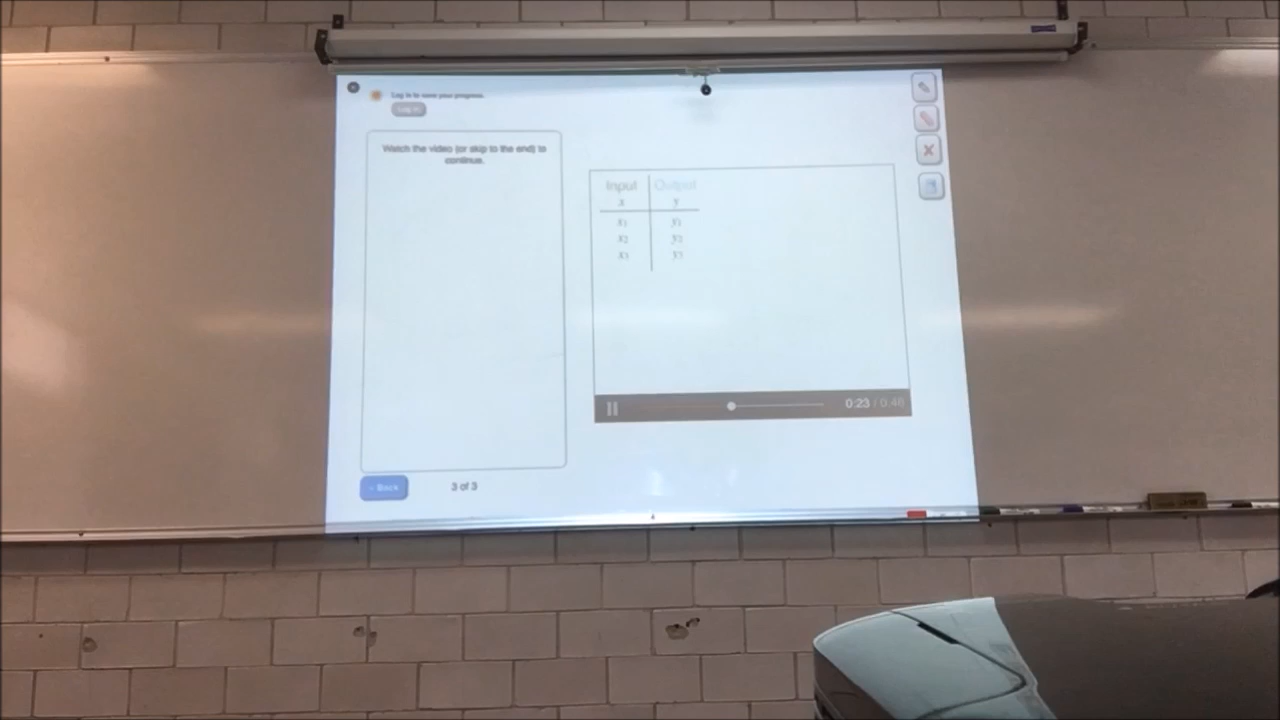 Log in to save your progress.
Log in
Watch the video (or skip to the end) to
continue.
Input Output
x y
x₁ y₁
x₂ y₂
x₃ y₃
0:23 / 0:46
← Back
3 of 3